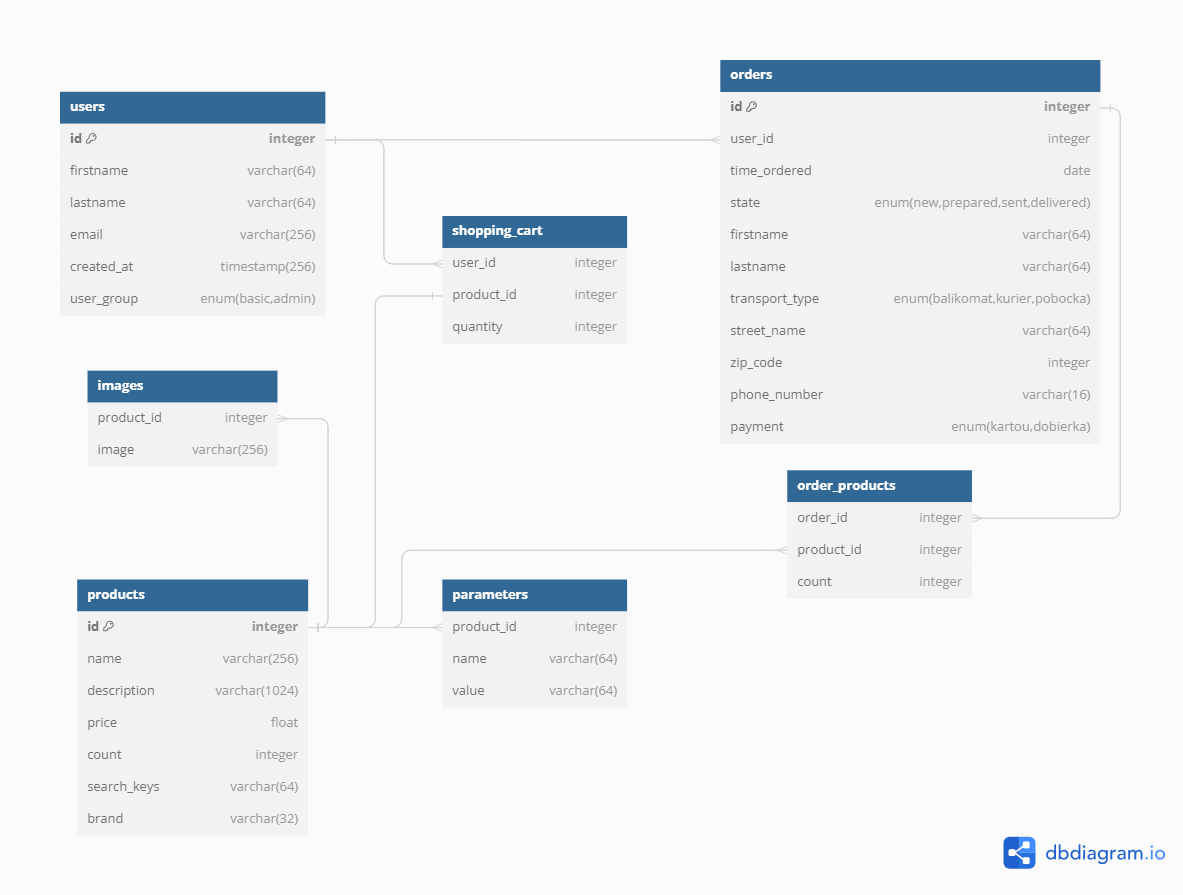 users
id integer
firstname varchar(64)
lastname varchar(64)
email varchar(256)
created_at timestamp(256)
user_group enum(basic,admin)
orders
id integer
user_id integer
time_ordered date
state enum(new,prepared,sent,delivered)
firstname varchar(64)
lastname varchar(64)
transport_type enum(balikomat,kurier,pobocka)
street_name varchar(64)
zip_code integer
phone_number varchar(16)
payment enum(kartou,dobierka)
shopping_cart
user_id integer
product_id integer
quantity integer
images
product_id integer
image varchar(256)
order_products
order_id integer
product_id integer
count integer
products
id integer
name varchar(256)
description varchar(1024)
price float
count integer
search_keys varchar(64)
brand varchar(32)
parameters
product_id integer
name varchar(64)
value varchar(64)
dbdiagram.io